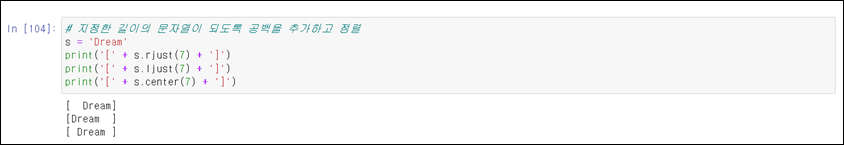 In [104]: # 지정한 길이의 문자열이 되도록 공백을 추가하고 정렬
s = 'Dream'
print('[' + s.rjust(7) + ']')
print('[' + s.ljust(7) + ']')
print('[' + s.center(7) + ']')
[  Dream]
[Dream  ]
[ Dream ]